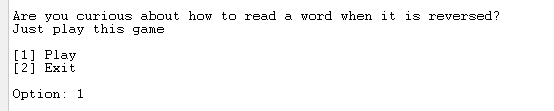 Are you curious about how to read a word when it is reversed?
Just play this game
[1] Play
[2] Exit
Option: 1